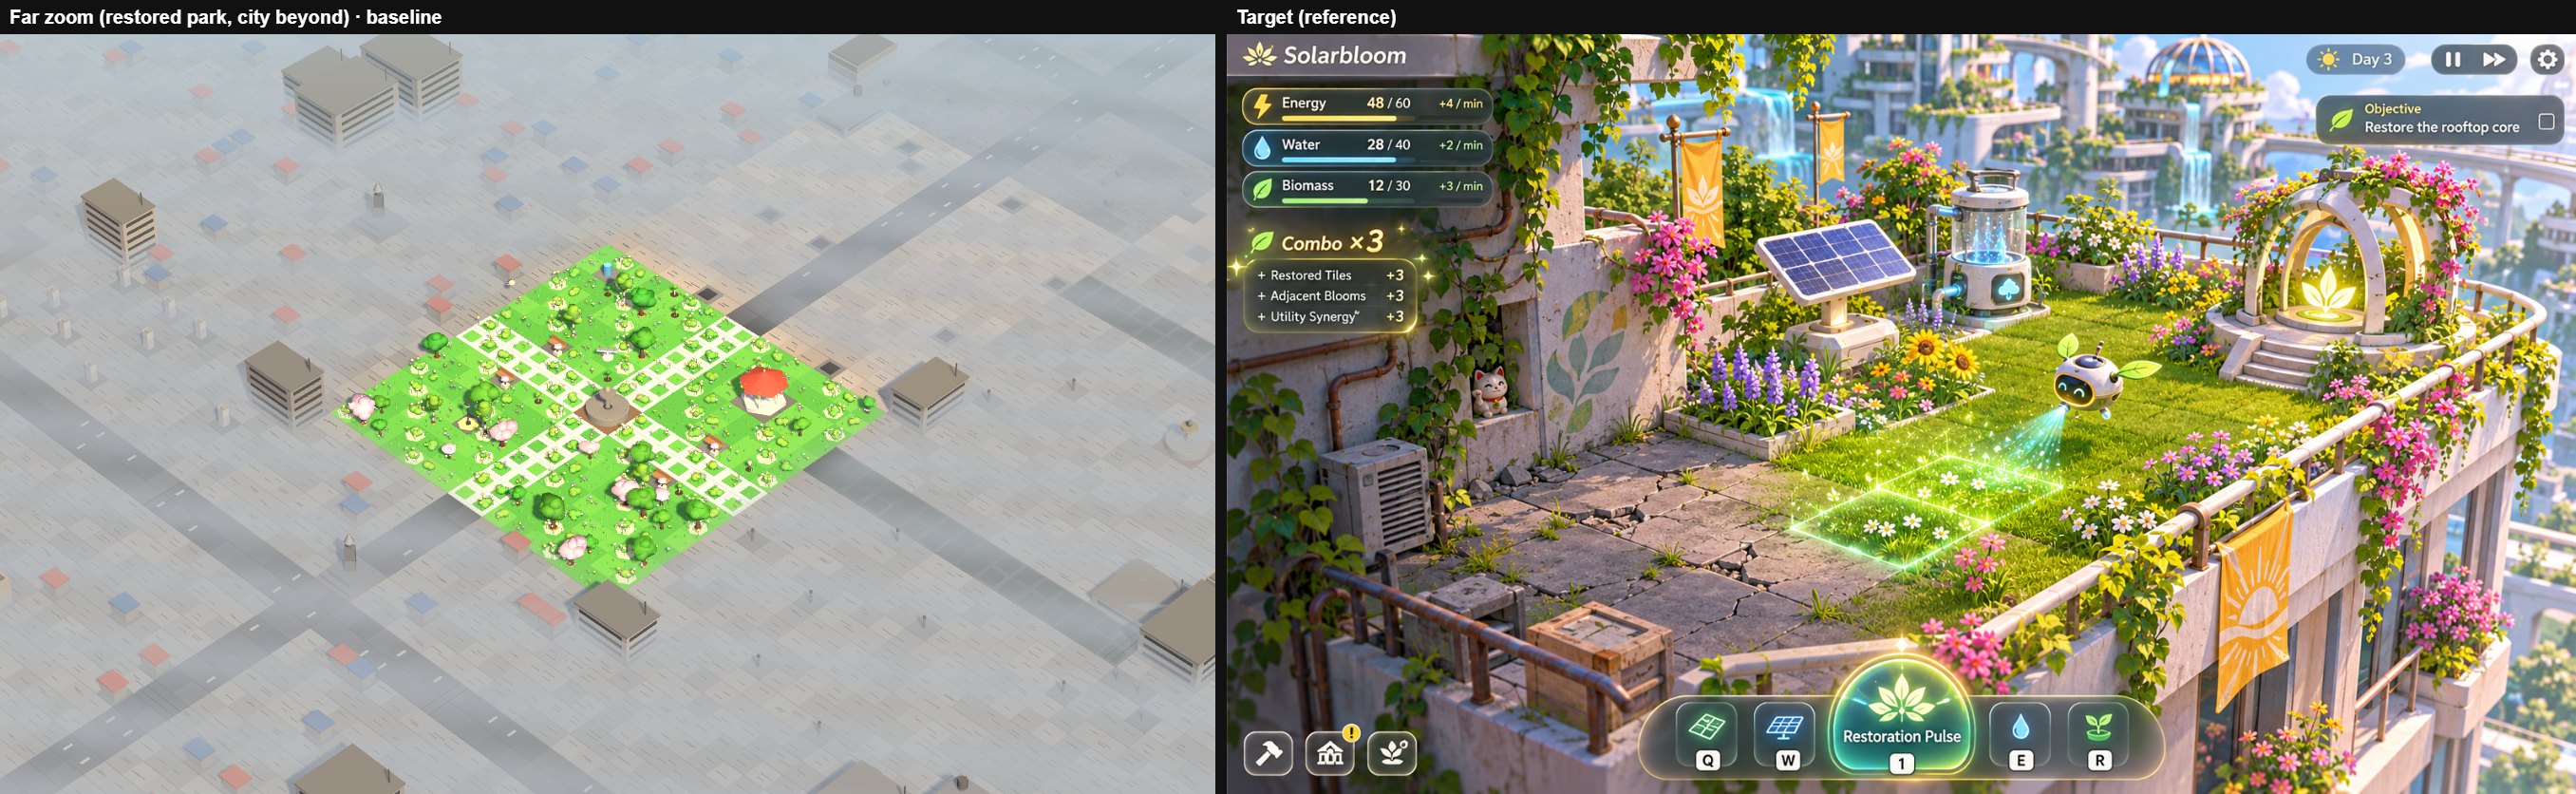 Far zoom (restored park, city beyond) · baseline
Target (reference)
Solarbloom
Day 3
Energy 48 / 60 +4 / min
Water 28 / 40 +2 / min
Biomass 12 / 30 +3 / min
Objective
Restore the rooftop core
Combo ×3
+ Restored Tiles +3
+ Adjacent Blooms +3
+ Utility Synergy +3
!
Restoration Pulse
Q
W
1
E
R